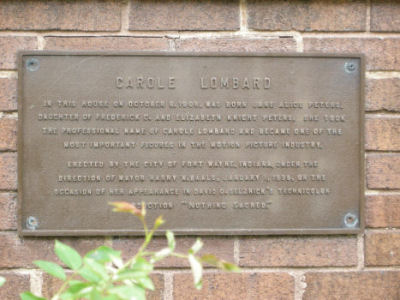 CAROLE LOMBARD
IN THIS HOUSE ON OCTOBER 6, 1908, WAS BORN JANE ALICE PETERS,
DAUGHTER OF FREDERICK C. AND ELIZABETH KNIGHT PETERS. SHE TOOK
THE PROFESSIONAL NAME OF CAROLE LOMBARD AND BECAME ONE OF THE
MOST IMPORTANT FIGURES IN THE MOTION PICTURE INDUSTRY.
ERECTED BY THE CITY OF FORT WAYNE, INDIANA, UNDER THE
DIRECTION OF MAYOR HARRY W. BAALS, JANUARY 1, 1938, ON THE
OCCASION OF HER APPEARANCE IN DAVID O. SELZNICK'S TECHNICOLOR
"NOTHING SACRED"